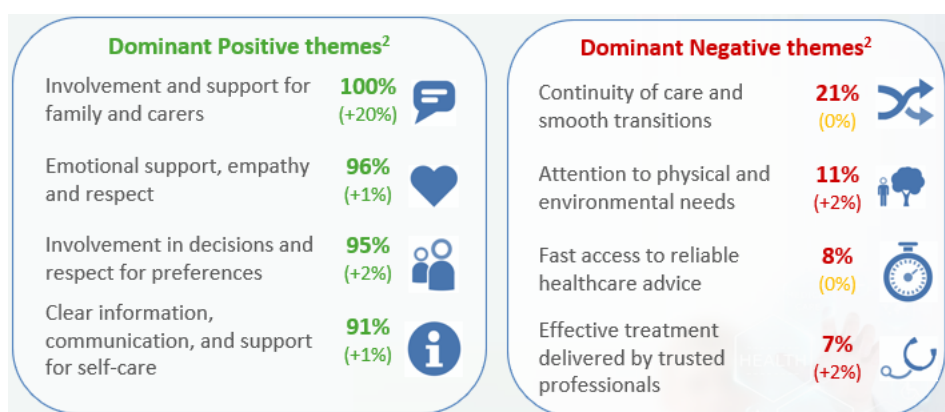 Dominant Positive themes²
Involvement and support for
family and carers
100%
(+20%)
Emotional support, empathy
and respect
96%
(+1%)
Involvement in decisions and
respect for preferences
95%
(+2%)
Clear information,
communication, and support
for self-care
91%
(+1%)
Dominant Negative themes²
Continuity of care and
smooth transitions
21%
(0%)
Attention to physical and
environmental needs
11%
(+2%)
Fast access to reliable
healthcare advice
8%
(0%)
Effective treatment
delivered by trusted
professionals
7%
(+2%)
HEALTH